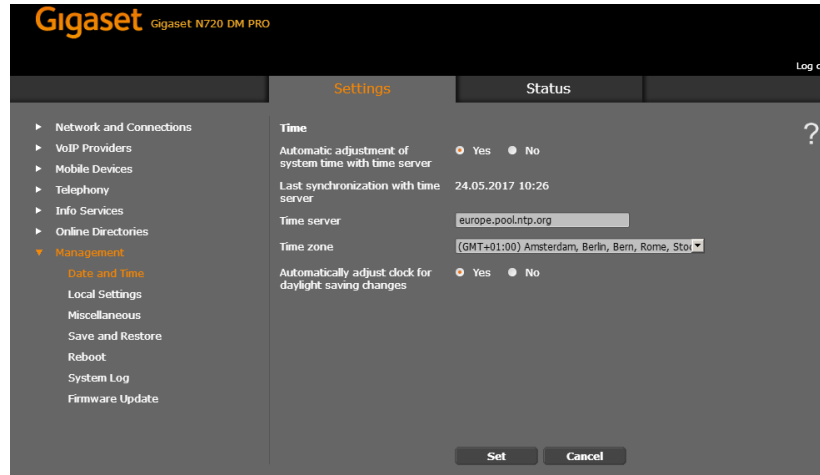 Gigaset Gigaset N720 DM PRO
Log
Settings
Status
Network and Connections
VoIP Providers
Mobile Devices
Telephony
Info Services
Online Directories
Management
Date and Time
Local Settings
Miscellaneous
Save and Restore
Reboot
System Log
Firmware Update
Time
?
Automatic adjustment of
system time with time server
Yes No
Last synchronization with time
server
24.05.2017 10:26
Time server
europe.pool.ntp.org
Time zone
(GMT+01:00) Amsterdam, Berlin, Bern, Rome,
Automatically adjust clock for
daylight saving changes
Yes No
Set Cancel